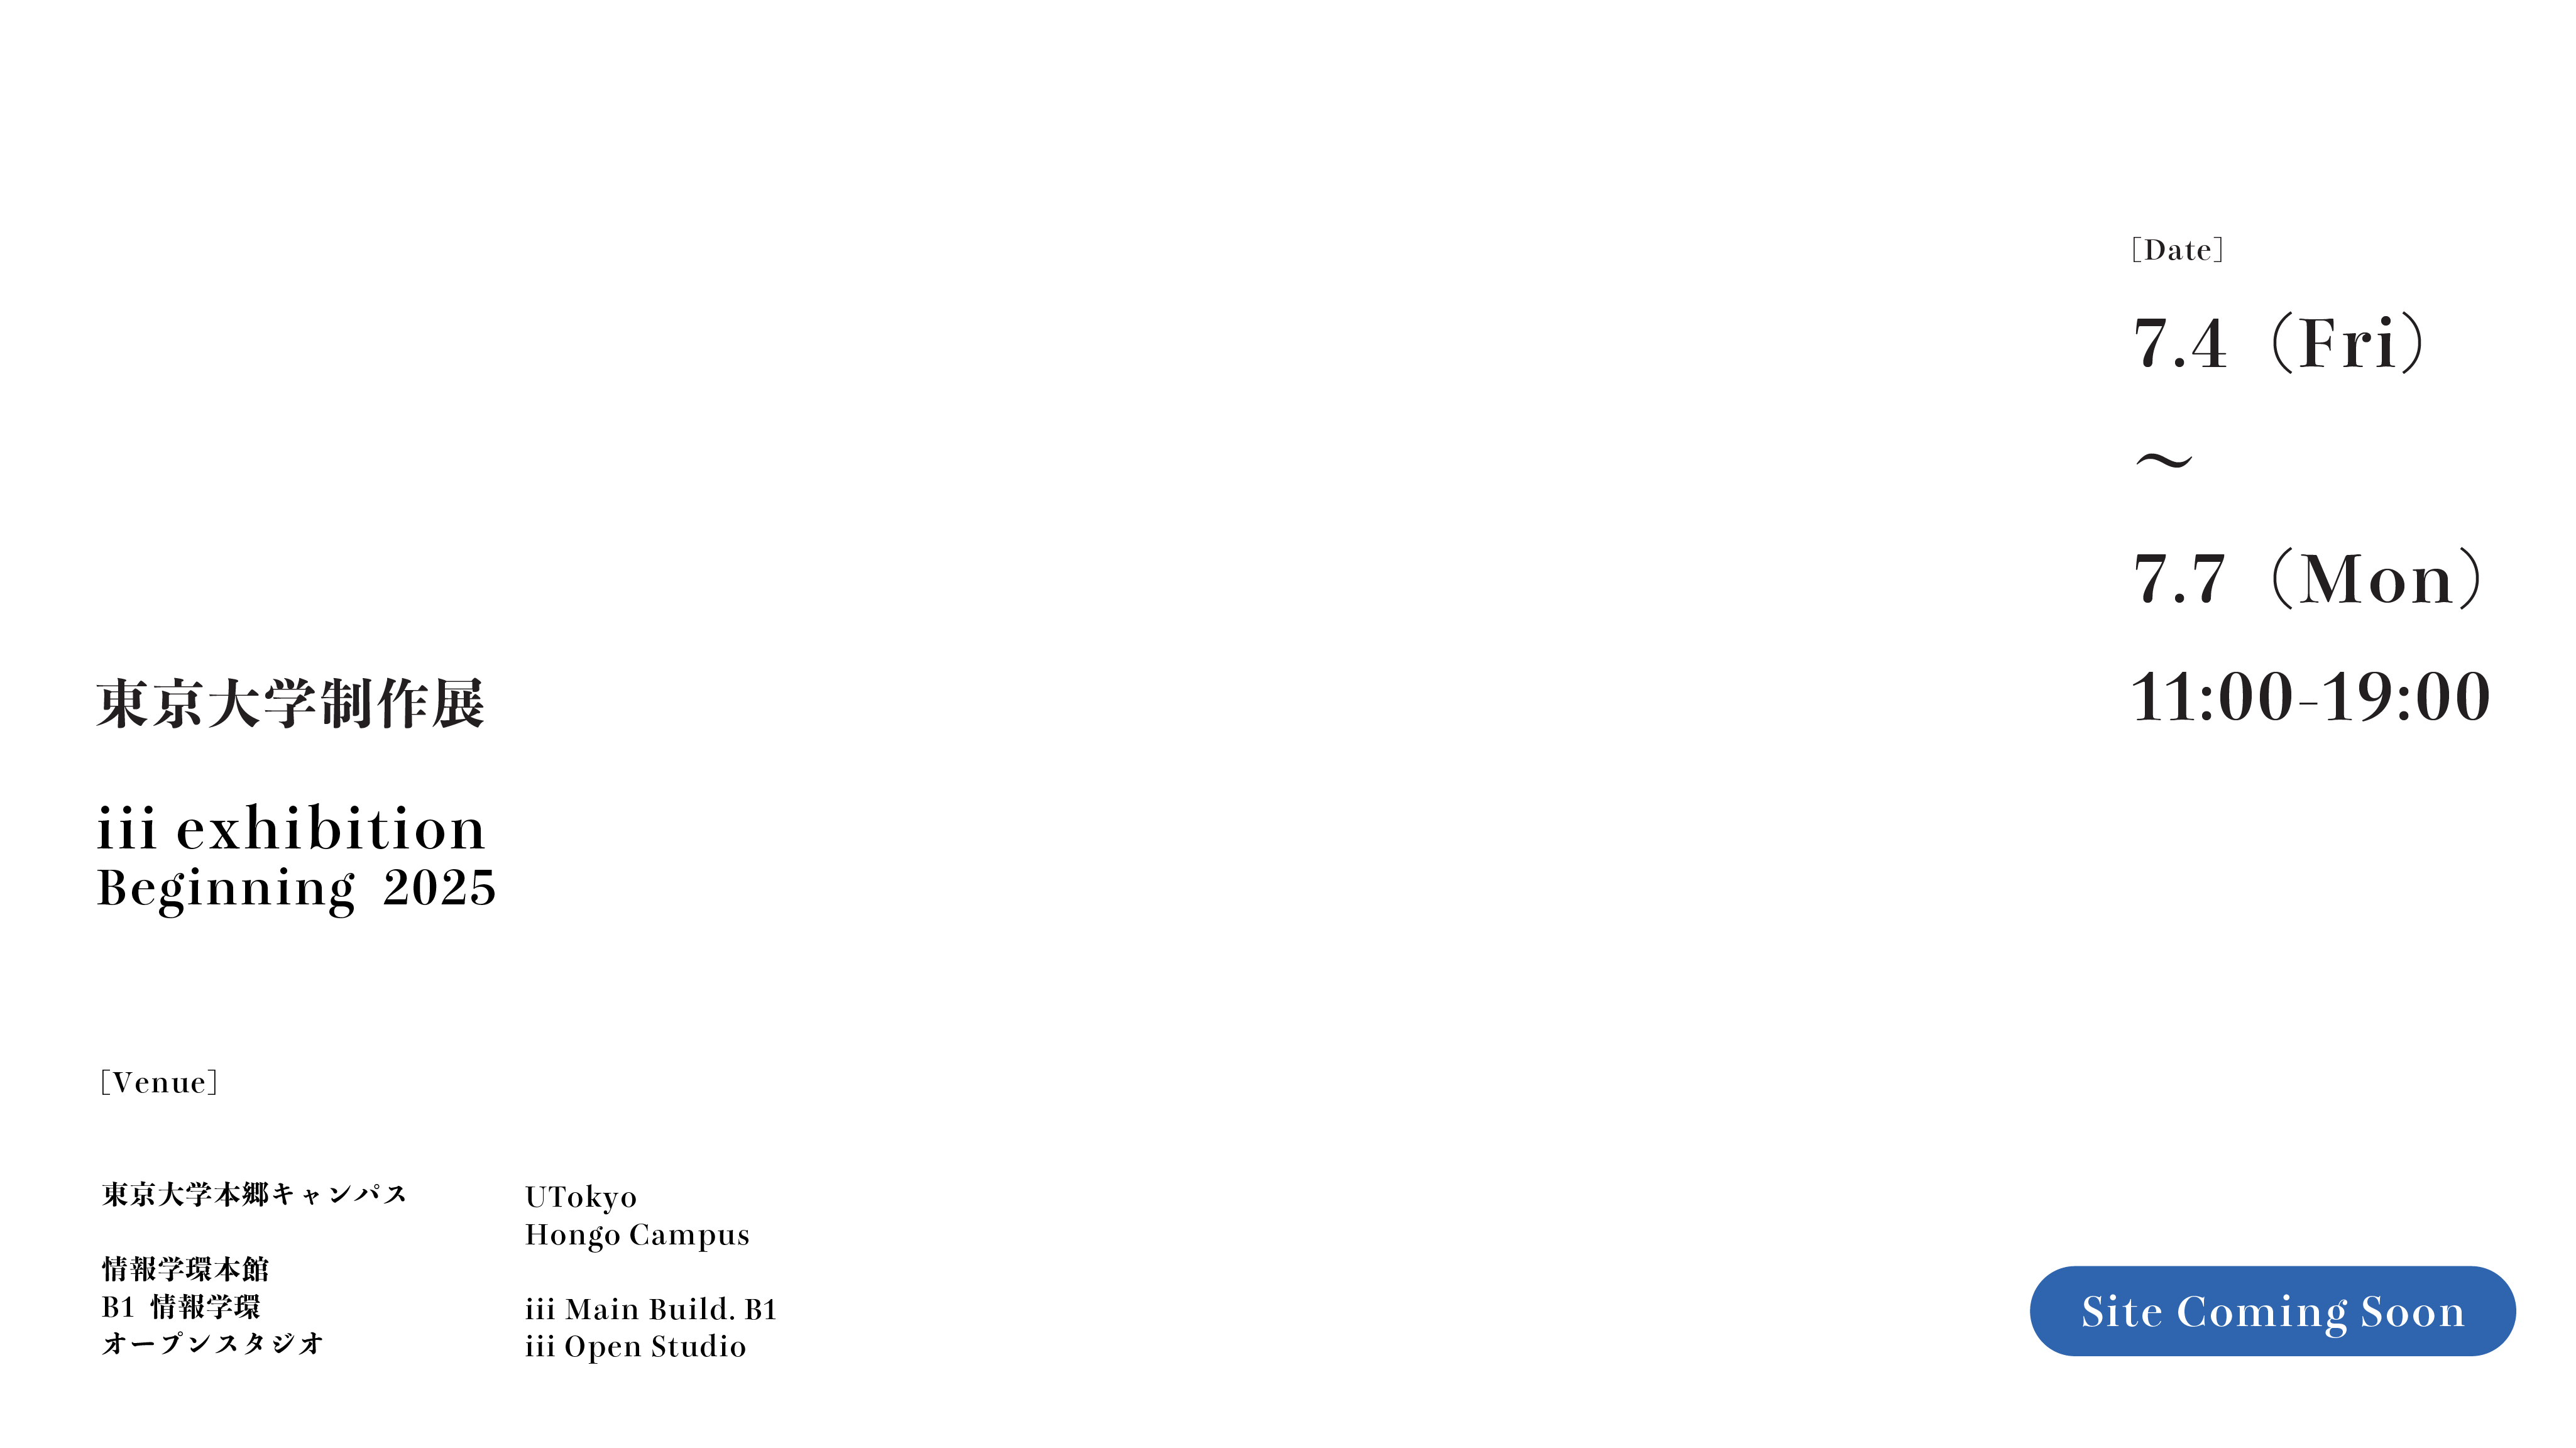 東京大学制作展
iii exhibition
Beginning 2025
[Date]
7.4（Fri）
〜
7.7（Mon）
11:00-19:00
[Venue]
東京大学本郷キャンパス
情報学環本館
B1 情報学環
オープンスタジオ
UTokyo
Hongo Campus
iii Main Build. B1
iii Open Studio
Site Coming Soon